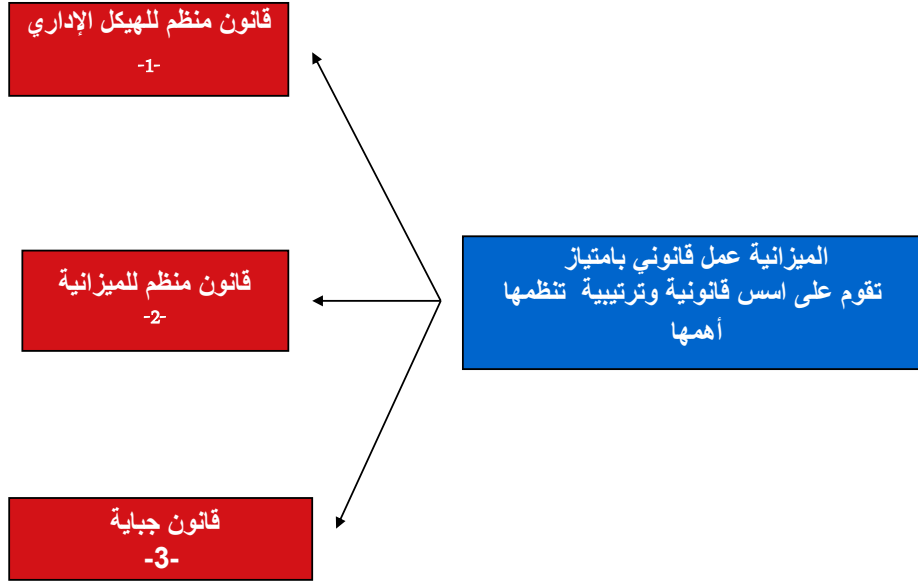 قانون منظم للهيكل الإداري
-1-
الميزانية عمل قانوني بامتياز
تقوم على اسس قانونية وترتيبية تنظمها
أهمها
قانون منظم للميزانية
-2-
قانون جباية
-3-